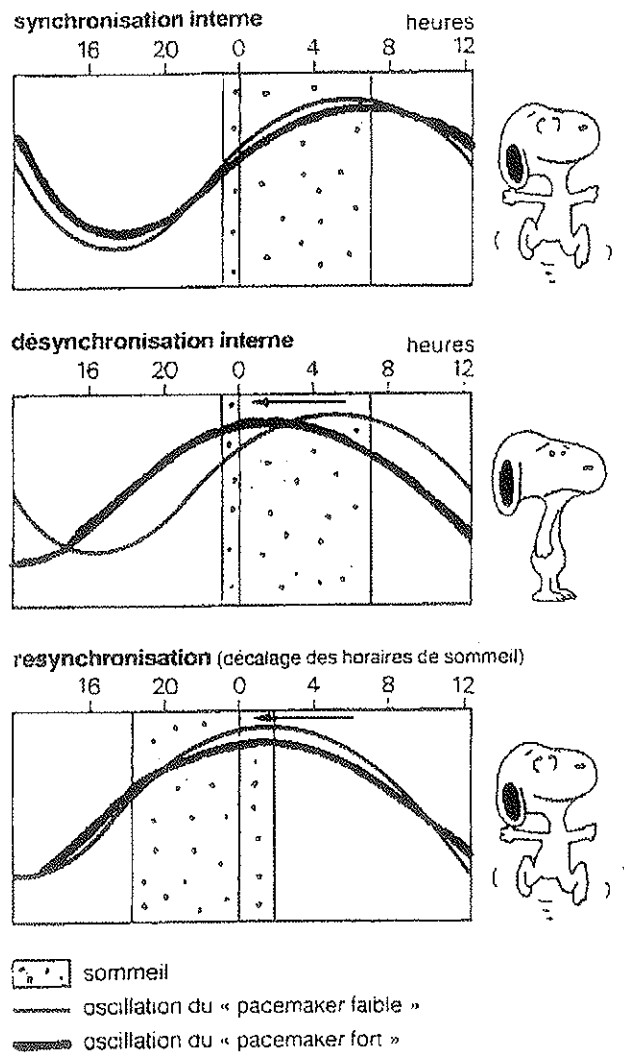 synchronisation interne heures
16 20 0 4 8 12
désynchronisation interne heures
16 20 0 4 8 12
resynchronisation (décalage des horaires de sommeil)
16 20 0 4 8 12
sommeil
oscillation du « pacemaker faible »
oscillation du « pacemaker fort »